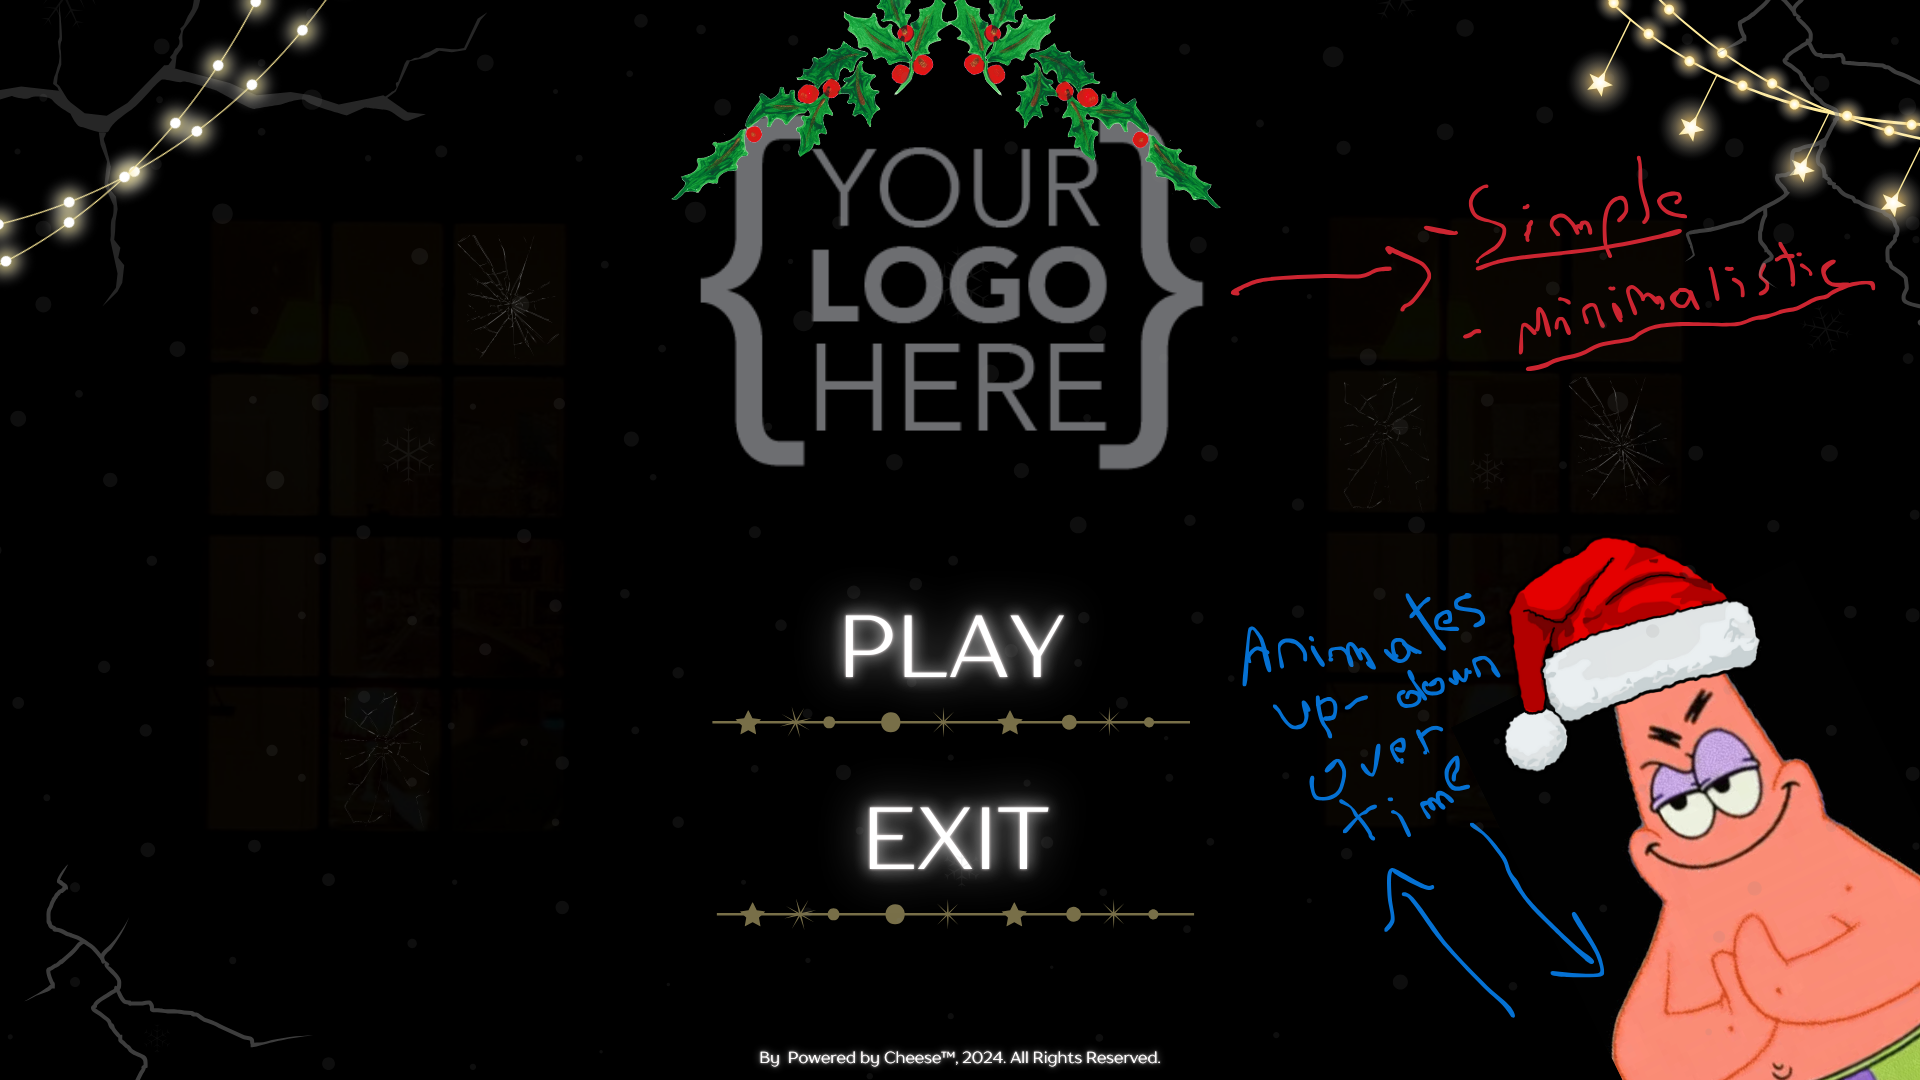 YOUR
LOGO
HERE
- Simple
- minimalistic
PLAY
Animates
up-down
over
time
EXIT
By  Powered by Cheese™, 2024. All Rights Reserved.